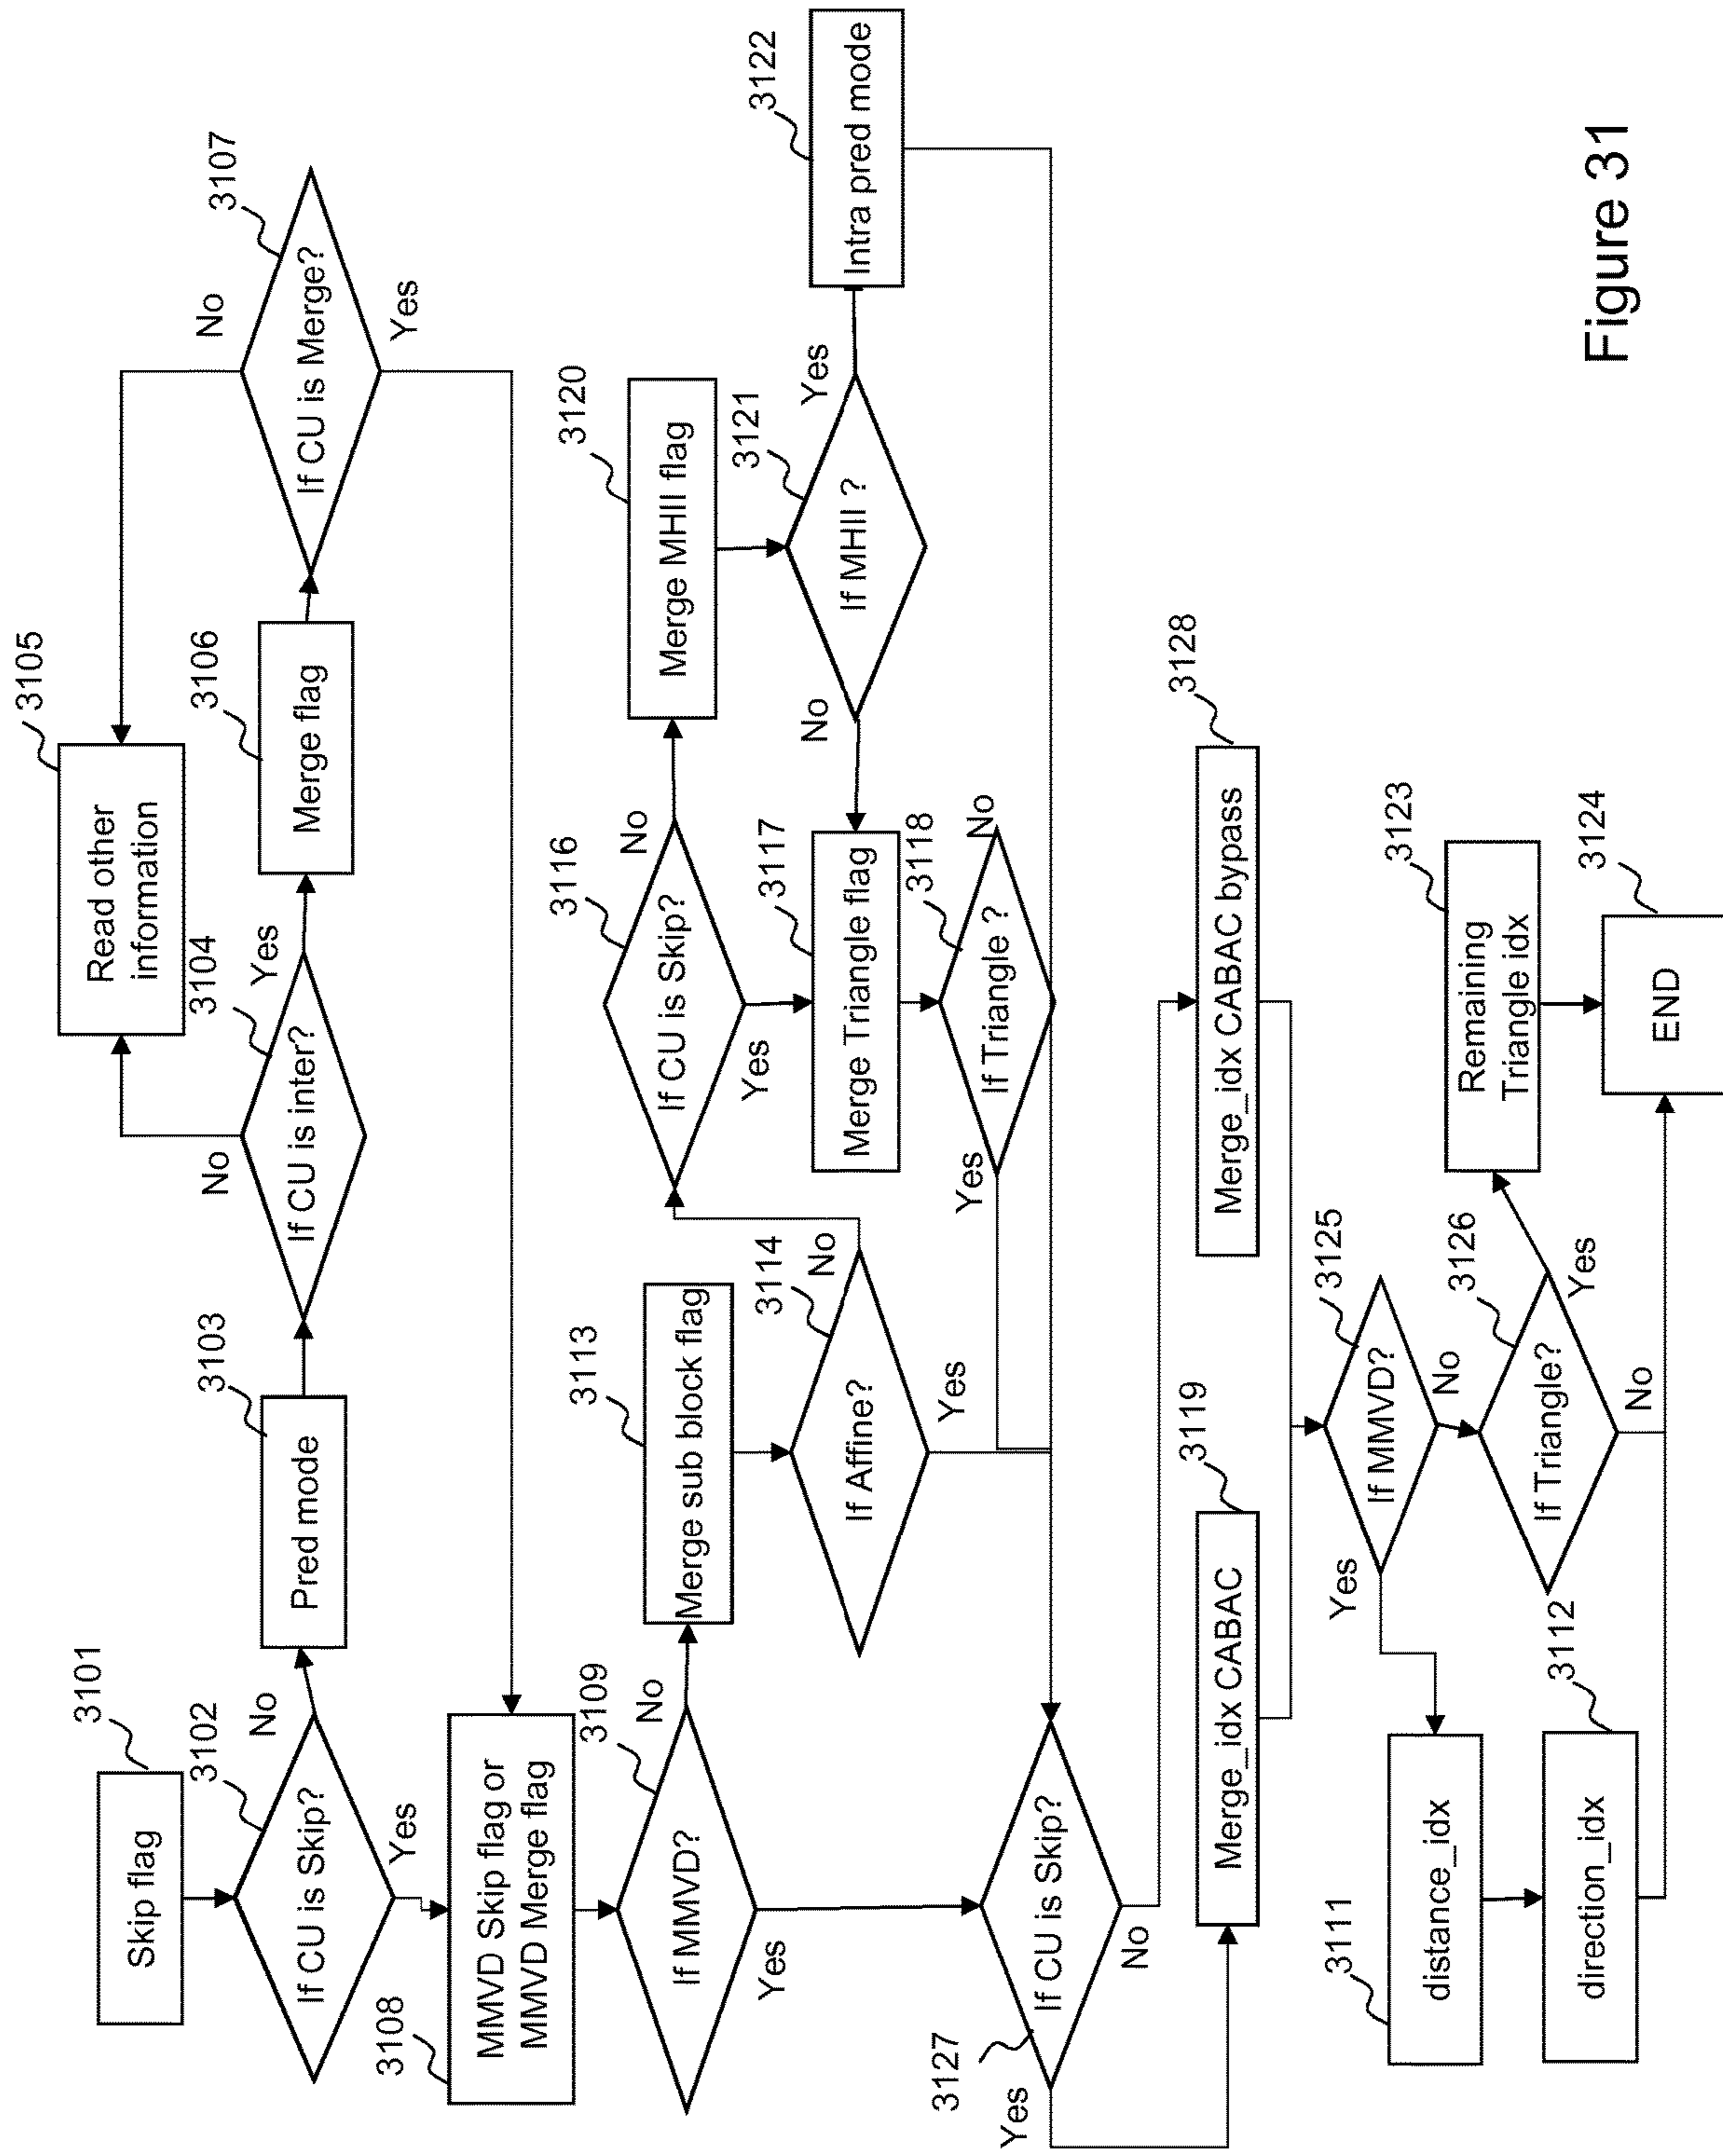 3101
Skip flag
3102
If CU is Skip?
No
Yes
3103
Pred mode
3104
If CU is inter?
No
Yes
3105
Read other
information
3106
Merge flag
3107
If CU is Merge?
No
Yes
3108
MMVD Skip flag or
MMVD Merge flag
3109
If MMVD?
No
Yes
3113
Merge sub block flag
3114
If Affine?
No
Yes
3116
If CU is Skip?
No
Yes
3117
Merge Triangle flag
3118
If Triangle ?
No
Yes
3120
Merge MHII flag
3121
If MHII ?
No
Yes
3122
Intra pred mode
3127
If CU is Skip?
Yes
No
3119
Merge_idx CABAC
3128
Merge_idx CABAC bypass
3125
If MMVD?
Yes
No
3111
distance_idx
3112
direction_idx
3126
If Triangle?
Yes
No
3123
Remaining
Triangle idx
3124
END
Figure 31